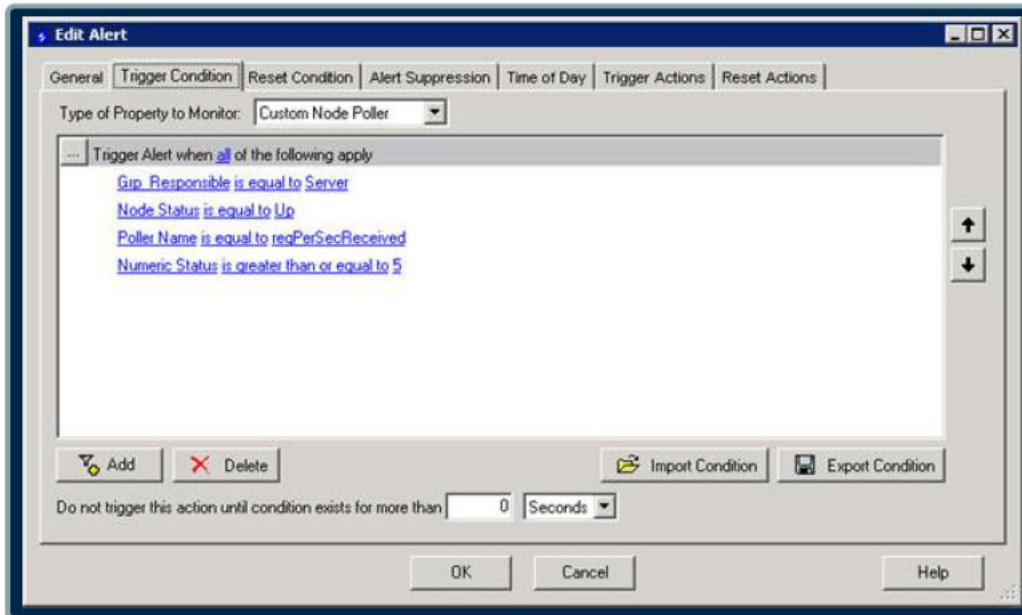 Edit Alert
General Trigger Condition Reset Condition Alert Suppression Time of Day Trigger Actions Reset Actions
Type of Property to Monitor: Custom Node Poller
... Trigger Alert when all of the following apply
Grp_Responsible is equal to Server
Node Status is equal to Up
Poller Name is equal to reqPerSecReceived
Numeric Status is greater than or equal to 5
Add Delete Import Condition Export Condition
Do not trigger this action until condition exists for more than 0 Seconds
OK Cancel Help